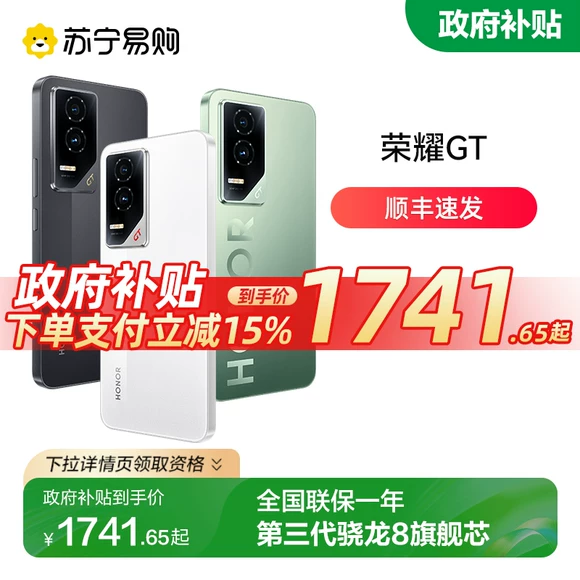 苏宁易购
政府补贴
荣耀GT
顺丰速发
GT
GT
HONOR
HONOR
政府补贴
下单支付立减15%
到手价
1741.65起
下拉详情页领取资格
政府补贴到手价
¥1741.65起
全国联保一年
第三代骁龙8旗舰芯